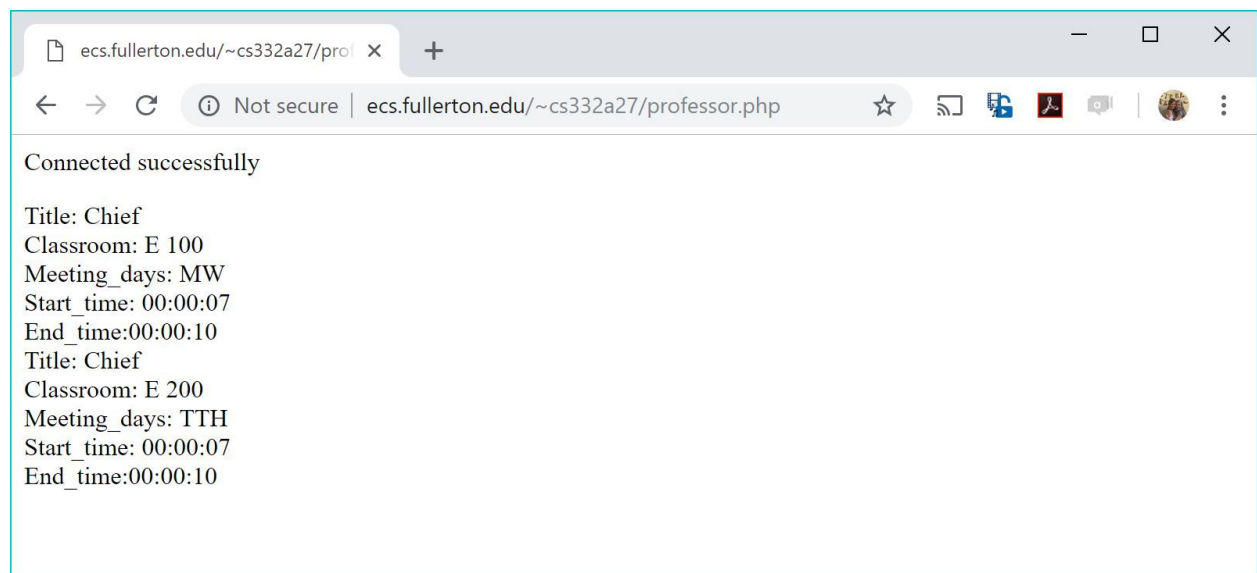 ecs.fullerton.edu/~cs332a27/prof
Not secure | ecs.fullerton.edu/~cs332a27/professor.php
Connected successfully
Title: Chief
Classroom: E 100
Meeting_days: MW
Start_time: 00:00:07
End_time:00:00:10
Title: Chief
Classroom: E 200
Meeting_days: TTH
Start_time: 00:00:07
End_time:00:00:10